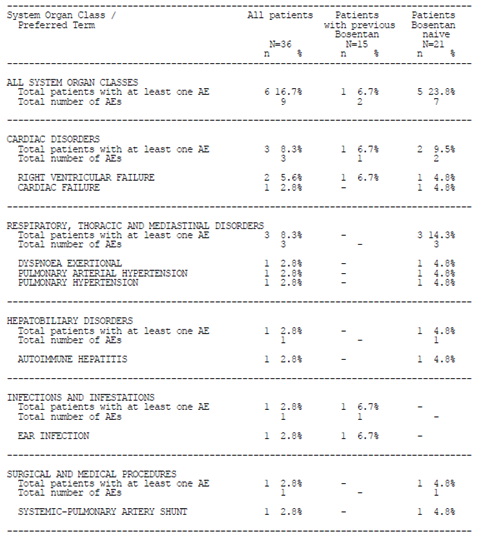 System Organ Class / All patients Patients Patients
Preferred Term with previous Bosentan
Bosentan naive
N=36 N=15 N=21
n % n % n %
ALL SYSTEM ORGAN CLASSES
Total patients with at least one AE 6 16.7% 1 6.7% 5 23.8%
Total number of AEs 9 2 7
CARDIAC DISORDERS
Total patients with at least one AE 3 8.3% 1 6.7% 2 9.5%
Total number of AEs 3 1 2
RIGHT VENTRICULAR FAILURE 2 5.6% 1 6.7% 1 4.8%
CARDIAC FAILURE 1 2.8% - 1 4.8%
RESPIRATORY, THORACIC AND MEDIASTINAL DISORDERS
Total patients with at least one AE 3 8.3% - 3 14.3%
Total number of AEs 3 - 3
DYSPNOEA EXERTIONAL 1 2.8% - 1 4.8%
PULMONARY ARTERIAL HYPERTENSION 1 2.8% - 1 4.8%
PULMONARY HYPERTENSION 1 2.8% - 1 4.8%
HEPATOBILIARY DISORDERS
Total patients with at least one AE 1 2.8% - 1 4.8%
Total number of AEs 1 - 1
AUTOIMMUNE HEPATITIS 1 2.8% - 1 4.8%
INFECTIONS AND INFESTATIONS
Total patients with at least one AE 1 2.8% 1 6.7% -
Total number of AEs 1 1 -
EAR INFECTION 1 2.8% 1 6.7% -
SURGICAL AND MEDICAL PROCEDURES
Total patients with at least one AE 1 2.8% - 1 4.8%
Total number of AEs 1 - 1
SYSTEMIC-PULMONARY ARTERY SHUNT 1 2.8% - 1 4.8%